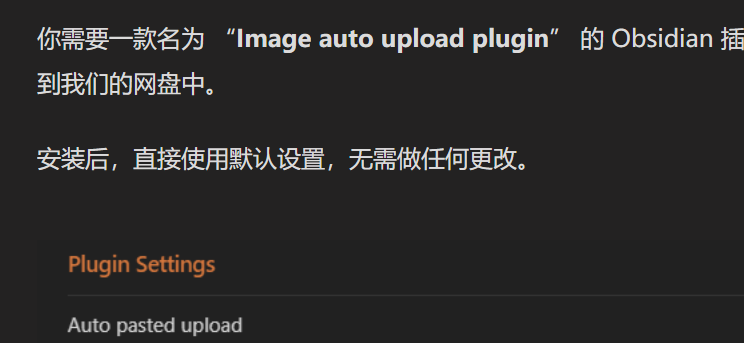 你需要一款名为 “Image auto upload plugin” 的 Obsidian 插
到我们的网盘中。
安装后，直接使用默认设置，无需做任何更改。
Plugin Settings
Auto pasted upload